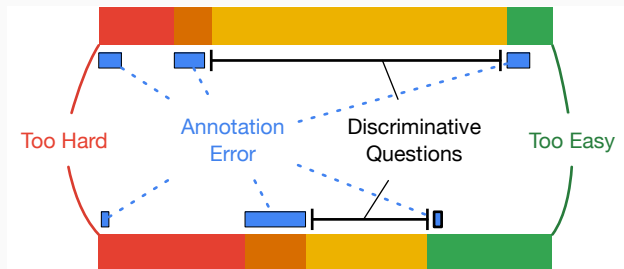 Too Hard
Annotation
Error
Discriminative
Questions
Too Easy